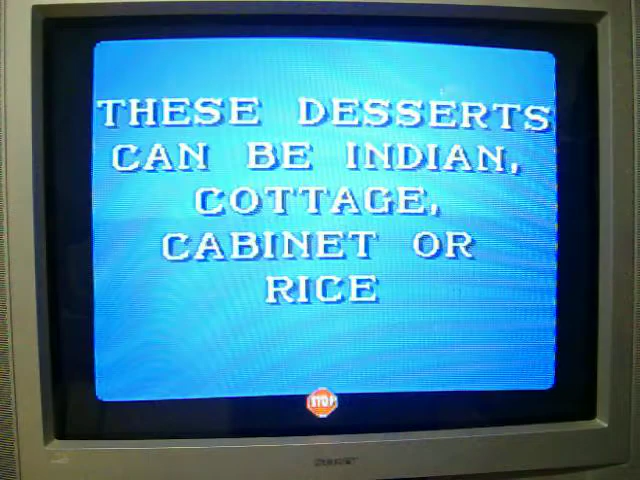 THESE DESSERTS
CAN BE INDIAN,
COTTAGE,
CABINET OR
RICE
STOP